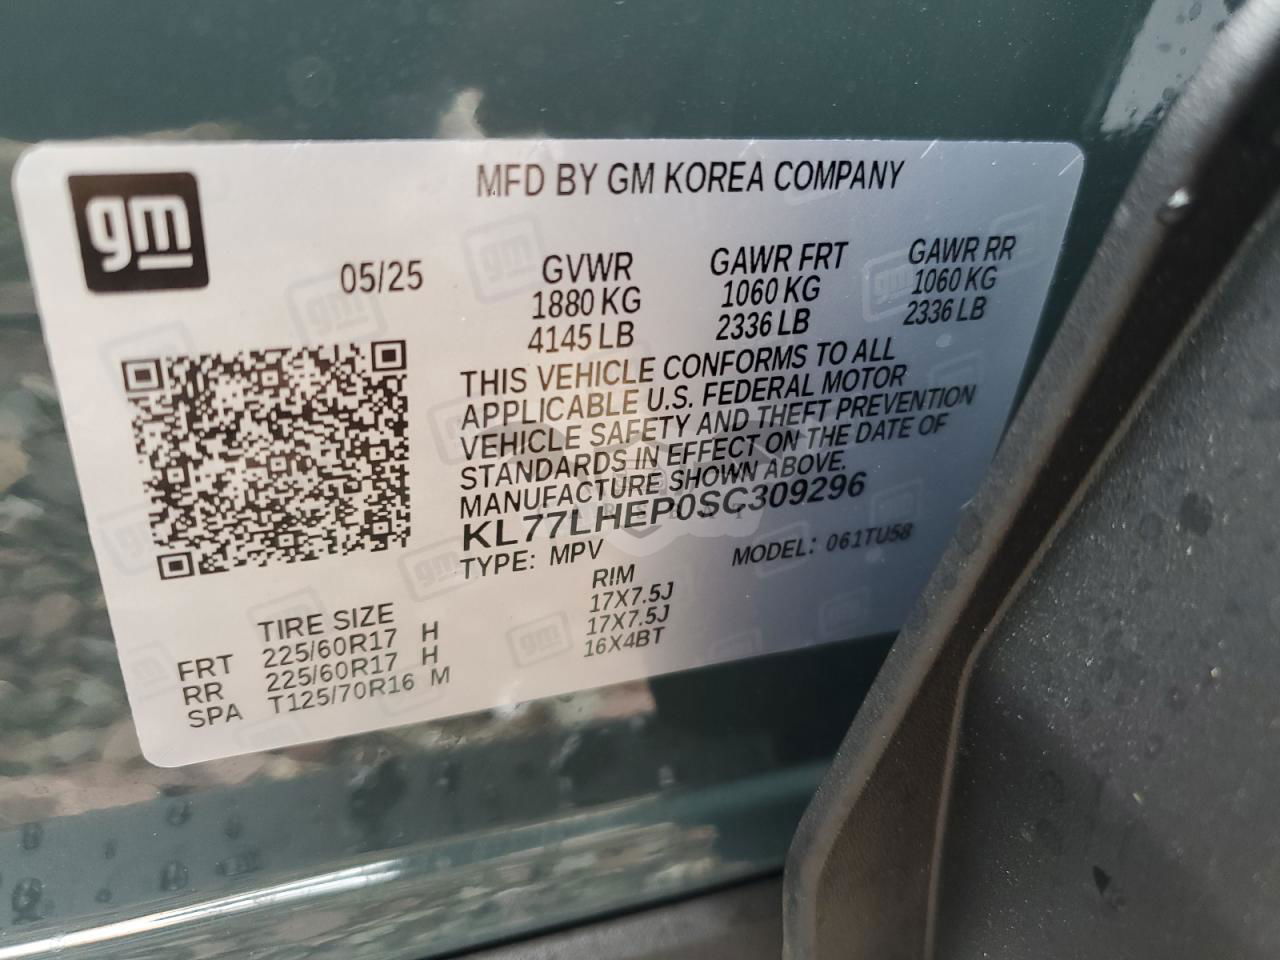 gm
MFD BY GM KOREA COMPANY
05/25
GVWR
1880 KG
4145 LB
GAWR FRT
1060 KG
2336 LB
GAWR RR
1060 KG
2336 LB
THIS VEHICLE CONFORMS TO ALL
APPLICABLE U.S. FEDERAL MOTOR
VEHICLE SAFETY AND THEFT PREVENTION
STANDARDS IN EFFECT ON THE DATE OF
MANUFACTURE SHOWN ABOVE.
KL77LHEP0SC309296
TYPE: MPV MODEL: 061TU58
TIRE SIZE RIM
FRT 225/60R17 H 17X7.5J
RR 225/60R17 H 17X7.5J
SPA T125/70R16 M 16X4BT